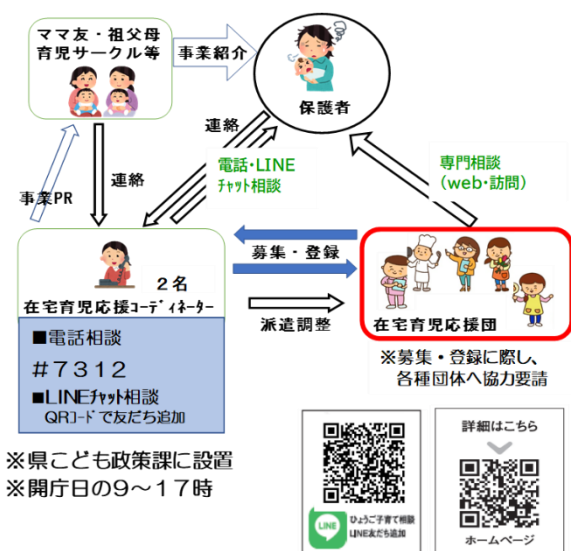 ママ友・祖父母
育児サークル等
事業紹介
保護者
連絡
電話・LINE
ﾁｬｯﾄ相談
専門相談
（web・訪問）
事業PR
連絡
２名
在宅育児応援ｺｰﾃﾞｨﾈｰﾀｰ
募集・登録
派遣調整
在宅育児応援団
■電話相談
＃７３１２
■LINEﾁｬｯﾄ相談
QRｺｰﾄﾞで友だち追加
※募集・登録に際し、
各種団体へ協力要請
※県こども政策課に設置
※開庁日の９～１７時
LINE
ひょうご子育て相談
LINE友だち追加
詳細はこちら
ホームページ